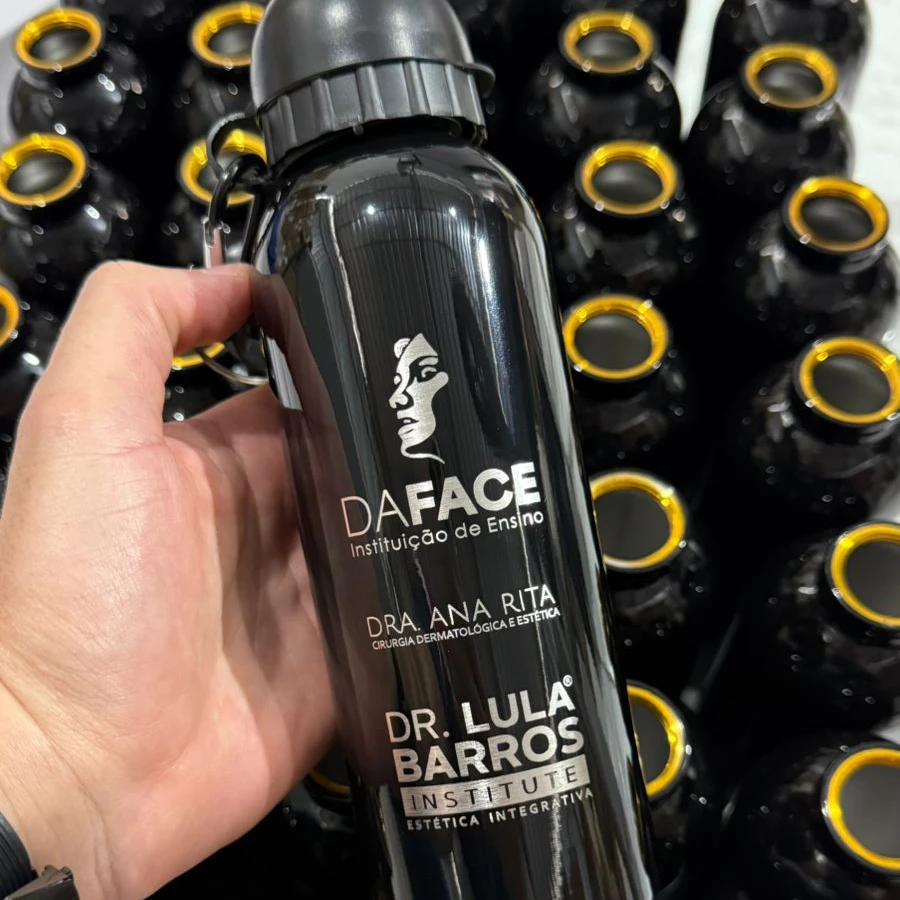 DAFACE
Instituição de Ensino
DRA. ANA RITA
CIRURGIA DERMATOLÓGICA E ESTÉTICA
DR. LULA®
BARROS
INSTITUTE
ESTÉTICA INTEGRATIVA